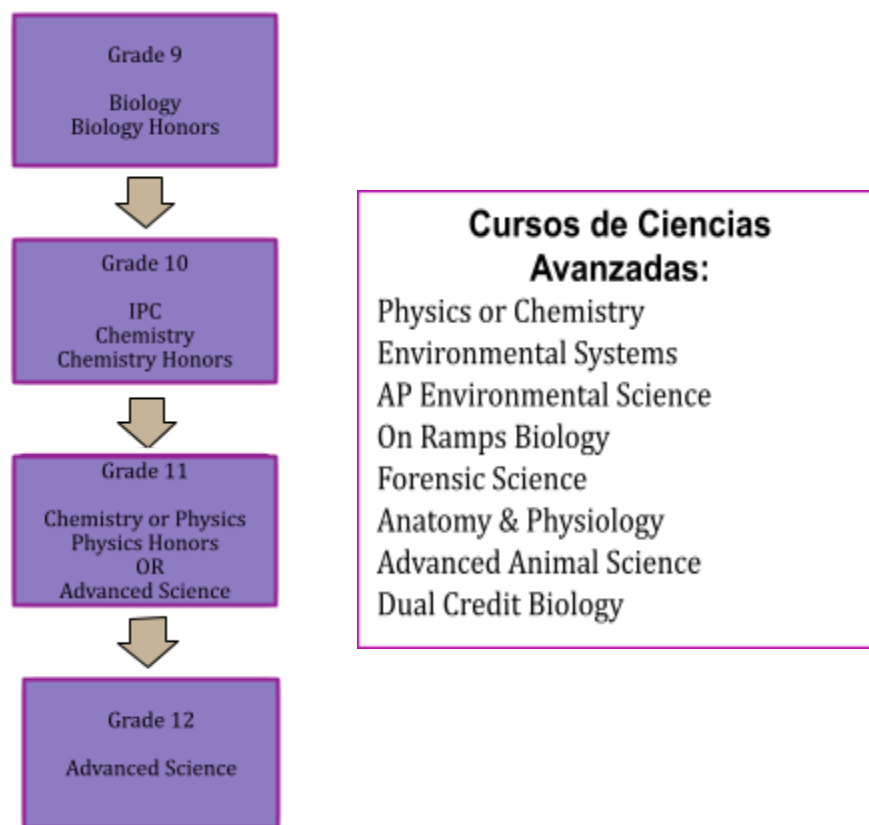 Grade 9
Biology
Biology Honors
Grade 10
IPC
Chemistry
Chemistry Honors
Grade 11
Chemistry or Physics
Physics Honors
OR
Advanced Science
Grade 12
Advanced Science
Cursos de Ciencias
Avanzadas:
Physics or Chemistry
Environmental Systems
AP Environmental Science
On Ramps Biology
Forensic Science
Anatomy & Physiology
Advanced Animal Science
Dual Credit Biology